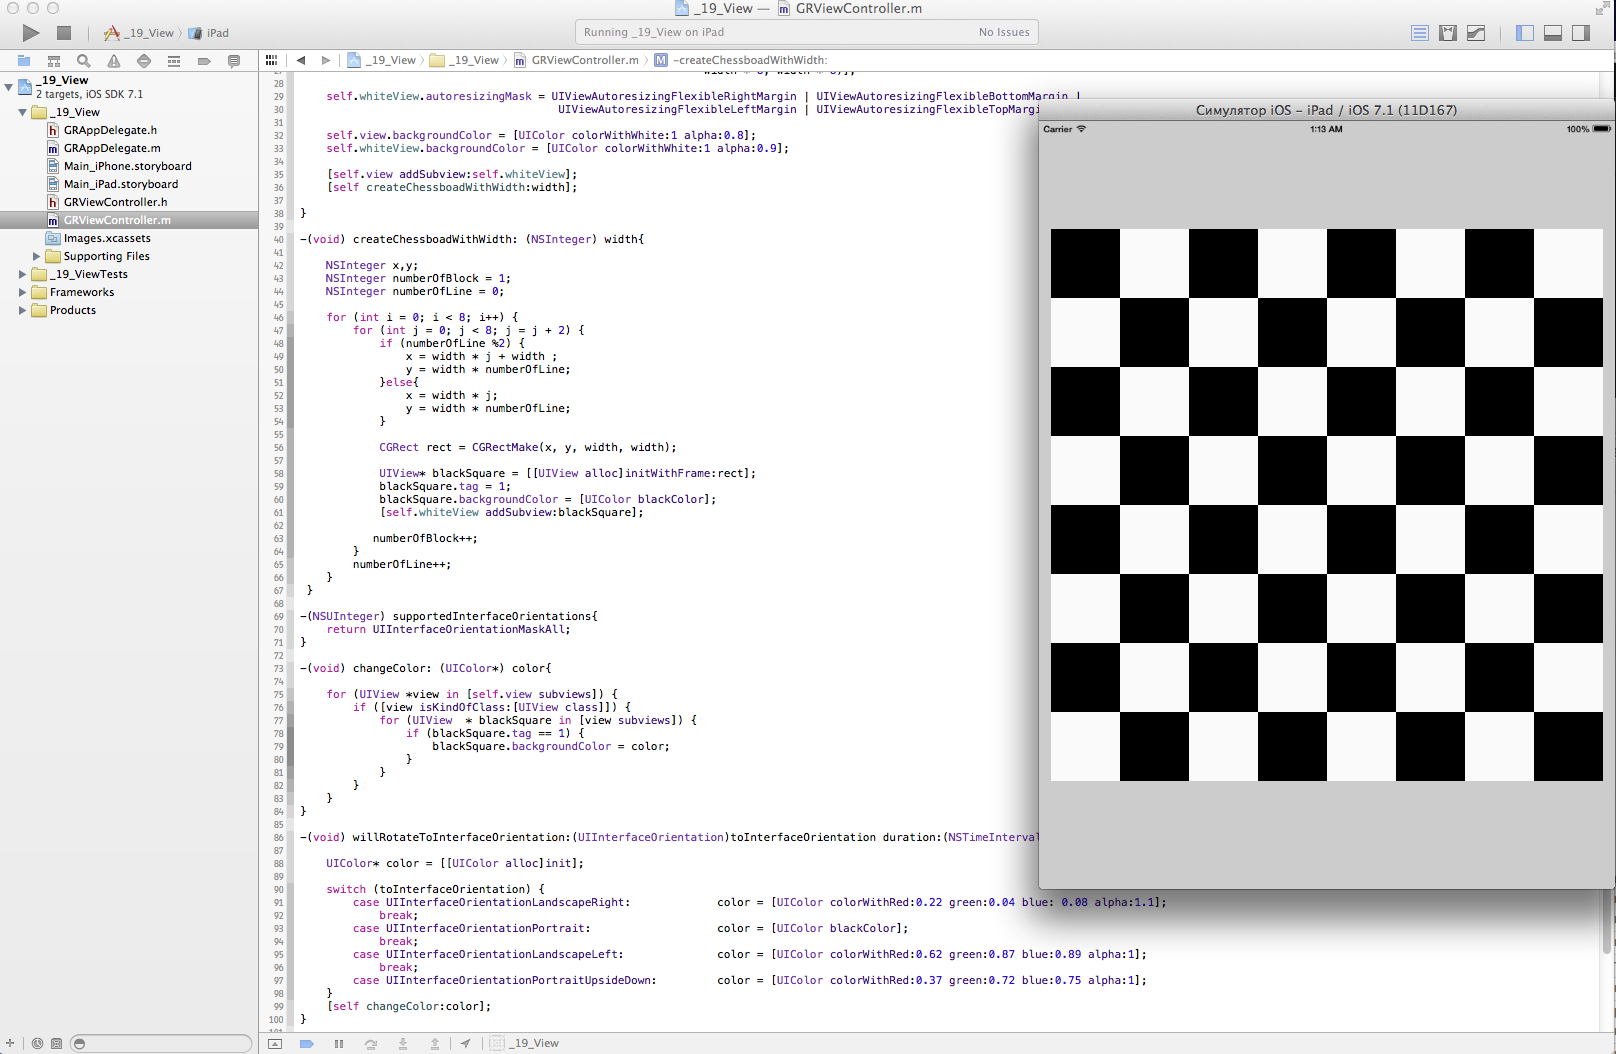 _19_View — GRViewController.m
_19_View 〉 iPad
Running _19_View on iPad
No Issues
_19_View 〉 _19_View 〉 GRViewController.m 〉 M -createChessboadWithWidth:
_19_View
2 targets, iOS SDK 7.1
_19_View
h GRAppDelegate.h
m GRAppDelegate.m
Main_iPhone.storyboard
Main_iPad.storyboard
h GRViewController.h
m GRViewController.m
Images.xcassets
Supporting Files
_19_ViewTests
Frameworks
Products
28
29 self.whiteView.autoresizingMask = UIViewAutoresizingFlexibleRightMargin | UIViewAutoresizingFlexibleBottomMargin |
30 UIViewAutoresizingFlexibleLeftMargin | UIViewAutoresizingFlexibleTopMargi
31
32 self.view.backgroundColor = [UIColor colorWithWhite:1 alpha:0.8];
33 self.whiteView.backgroundColor = [UIColor colorWithWhite:1 alpha:0.9];
34
35 [self.view addSubview:self.whiteView];
36 [self createChessboadWithWidth:width];
37
38 }
39
40 -(void) createChessboadWithWidth: (NSInteger) width{
41
42 NSInteger x,y;
43 NSInteger numberOfBlock = 1;
44 NSInteger numberOfLine = 0;
45
46 for (int i = 0; i < 8; i++) {
47 for (int j = 0; j < 8; j = j + 2) {
48 if (numberOfLine %2) {
49 x = width * j + width ;
50 y = width * numberOfLine;
51 }else{
52 x = width * j;
53 y = width * numberOfLine;
54 }
55
56 CGRect rect = CGRectMake(x, y, width, width);
57
58 UIView* blackSquare = [[UIView alloc]initWithFrame:rect];
59 blackSquare.tag = 1;
60 blackSquare.backgroundColor = [UIColor blackColor];
61 [self.whiteView addSubview:blackSquare];
62
63 numberOfBlock++;
64 }
65 numberOfLine++;
66 }
67 }
68
69 -(NSUInteger) supportedInterfaceOrientations{
70 return UIInterfaceOrientationMaskAll;
71 }
72
73 -(void) changeColor: (UIColor*) color{
74
75 for (UIView *view in [self.view subviews]) {
76 if ([view isKindOfClass:[UIView class]]) {
77 for (UIView * blackSquare in [view subviews]) {
78 if (blackSquare.tag == 1) {
79 blackSquare.backgroundColor = color;
80 }
81 }
82 }
83 }
84 }
85
86 -(void) willRotateToInterfaceOrientation:(UIInterfaceOrientation)toInterfaceOrientation duration:(NSTimeInterval
87
88 UIColor* color = [[UIColor alloc]init];
89
90 switch (toInterfaceOrientation) {
91 case UIInterfaceOrientationLandscapeRight: color = [UIColor colorWithRed:0.22 green:0.04 blue: 0.08 alpha:1.1];
92 break;
93 case UIInterfaceOrientationPortrait: color = [UIColor blackColor];
94 break;
95 case UIInterfaceOrientationLandscapeLeft: color = [UIColor colorWithRed:0.62 green:0.87 blue:0.89 alpha:1];
96 break;
97 case UIInterfaceOrientationPortraitUpsideDown: color = [UIColor colorWithRed:0.37 green:0.72 blue:0.75 alpha:1];
98 }
99 [self changeColor:color];
100 }
Симулятор iOS – iPad / iOS 7.1 (11D167)
Carrier
1:13 AM
100%
_19_View